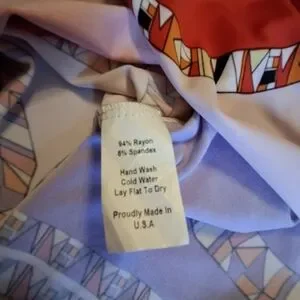 94% Rayon
6% Spandex
Hand Wash
Cold Water
Lay Flat To Dry
Proudly Made In
U.S.A